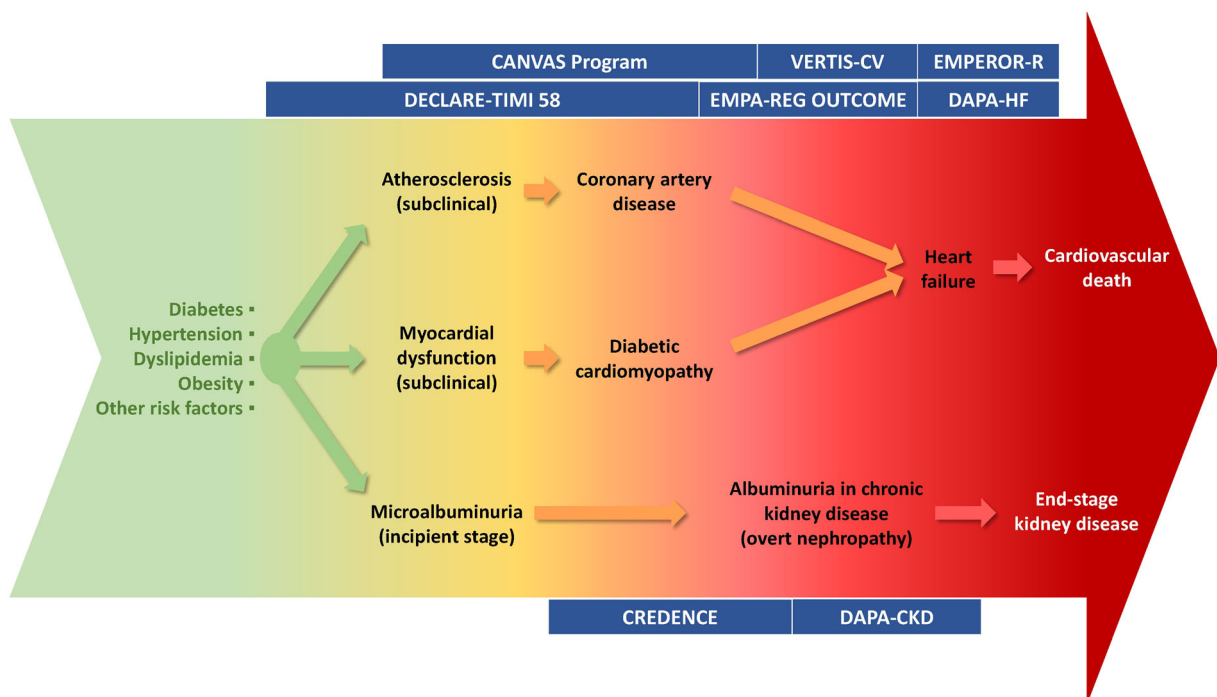 CANVAS Program
VERTIS-CV
EMPEROR-R
DECLARE-TIMI 58
EMPA-REG OUTCOME
DAPA-HF
Atherosclerosis
(subclinical)
Coronary artery
disease
Heart
failure
Cardiovascular
death
Diabetes ▪
Hypertension ▪
Dyslipidemia ▪
Obesity ▪
Other risk factors ▪
Myocardial
dysfunction
(subclinical)
Diabetic
cardiomyopathy
Microalbuminuria
(incipient stage)
Albuminuria in chronic
kidney disease
(overt nephropathy)
End-stage
kidney disease
CREDENCE
DAPA-CKD